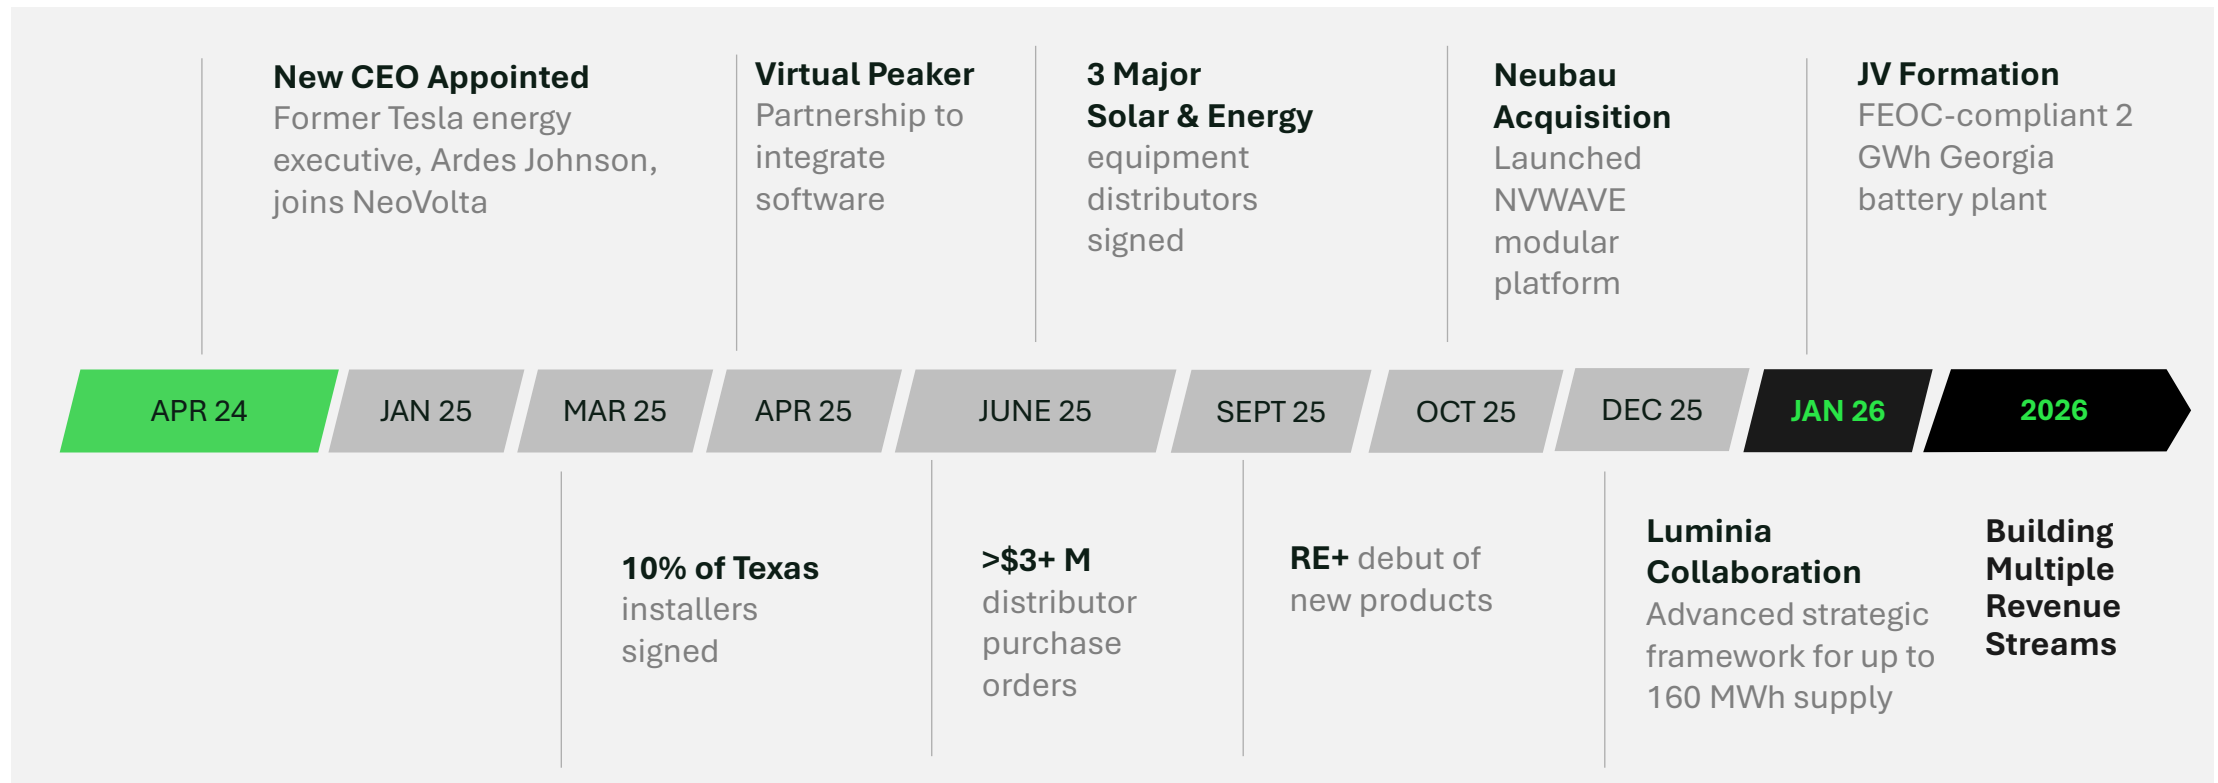 New CEO Appointed
Former Tesla energy
executive, Ardes Johnson,
joins NeoVolta
Virtual Peaker
Partnership to
integrate
software
3 Major
Solar & Energy
equipment
distributors
signed
Neubau
Acquisition
Launched
NVWAVE
modular
platform
JV Formation
FEOC-compliant 2
GWh Georgia
battery plant
APR 24
JAN 25
MAR 25
APR 25
JUNE 25
SEPT 25
OCT 25
DEC 25
JAN 26
2026
10% of Texas
installers
signed
>$3+ M
distributor
purchase
orders
RE+ debut of
new products
Luminia
Collaboration
Advanced strategic
framework for up to
160 MWh supply
Building
Multiple
Revenue
Streams